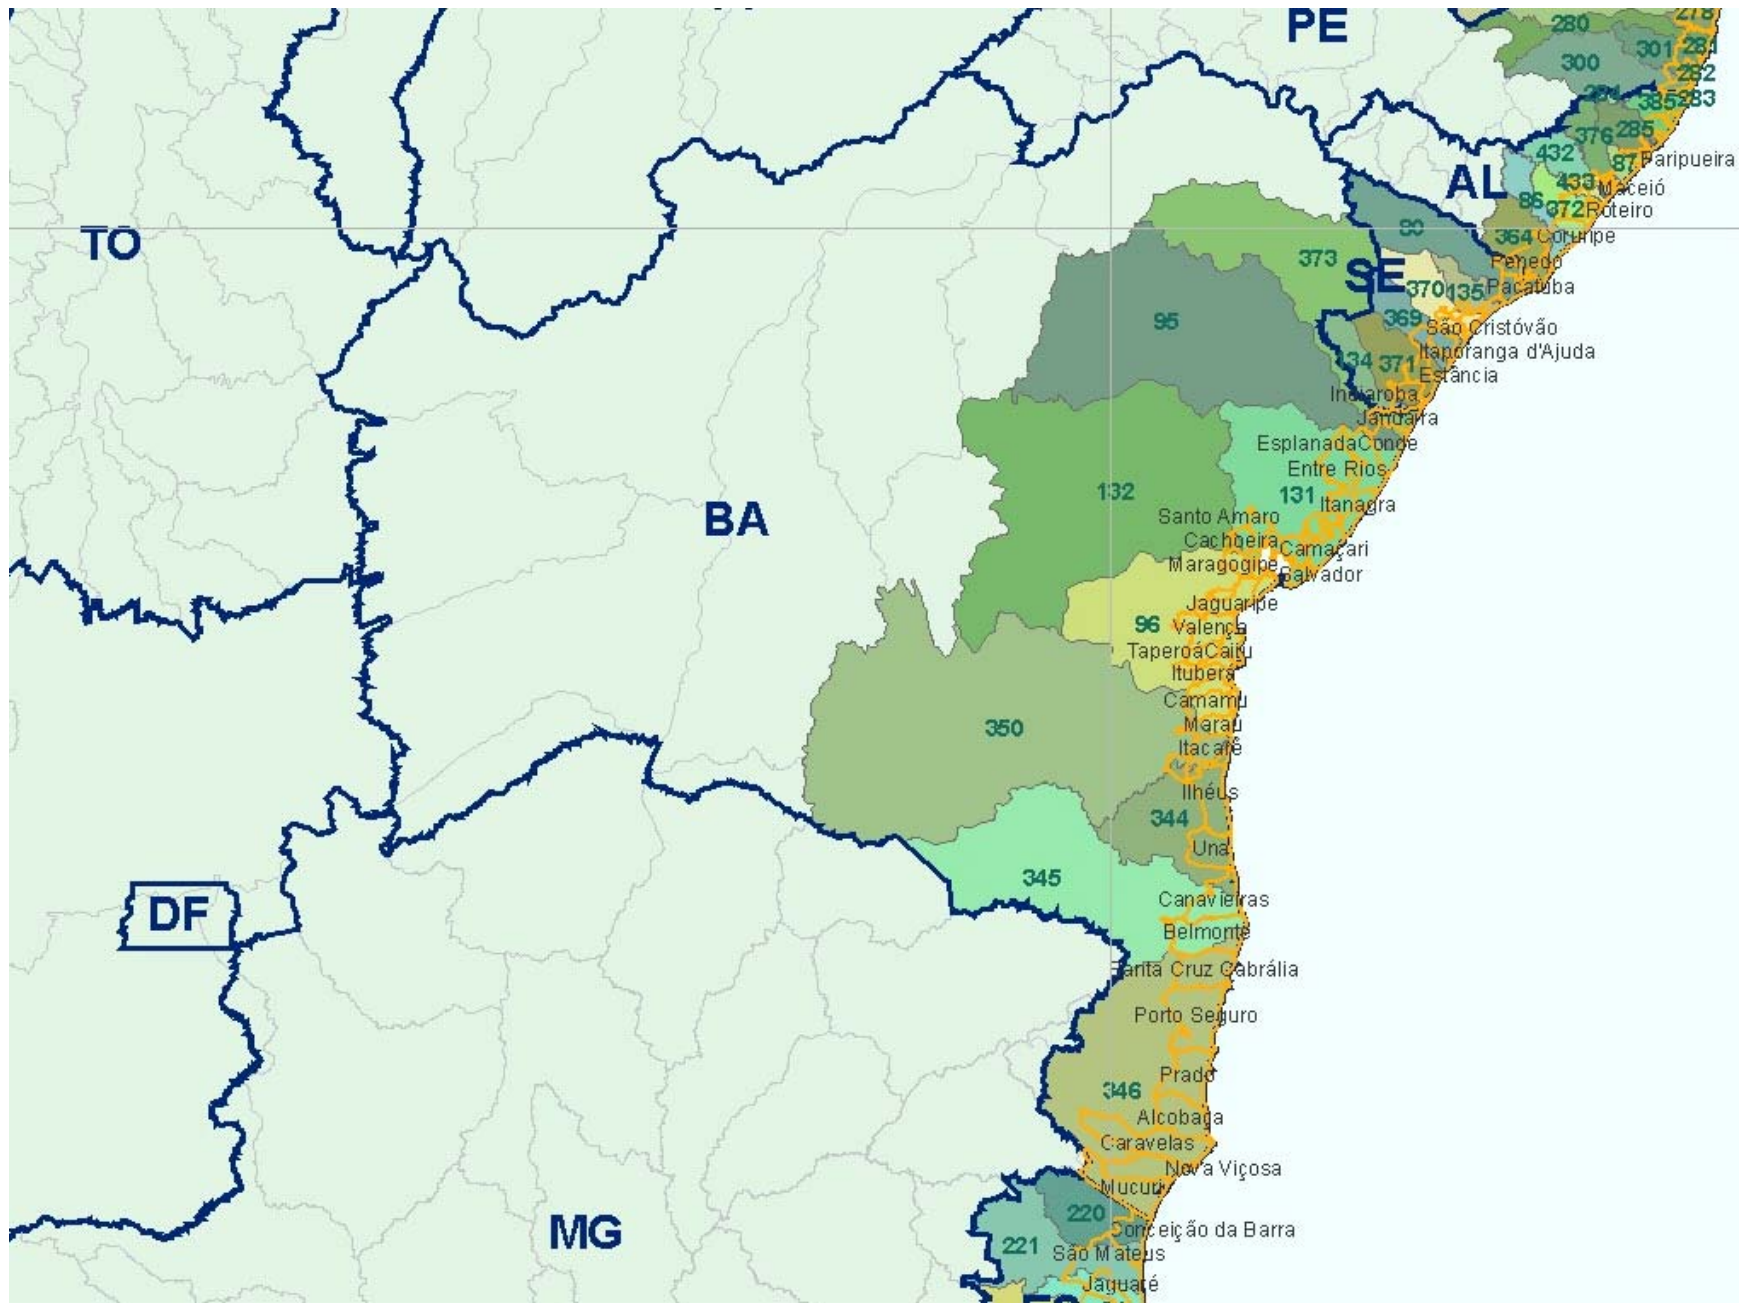 PE
280
278
301
281
300
282
283
385
376
285
432
87
Paripueira
433
AL
Maceió
86
372
Roteiro
TO
80
364
Coruripe
373
Penedo
SE
370
135
Pacatuba
95
369
São Cristóvão
Itaporanga d'Ajuda
134
371
Estância
Indiaroba
Jandaíra
Esplanada
Conde
Entre Rios
132
131
Itanagra
BA
Santo Amaro
Cachoeira
Camaçari
Maragogipe
Salvador
Jaguaripe
96
Valença
Taperoá
Cairu
Ituberá
Camamu
350
Maraú
Itacaré
Ilhéus
344
Una
345
Canavieiras
DF
Belmonte
Santa Cruz Cabrália
Porto Seguro
Prado
346
Alcobaça
Caravelas
Nova Viçosa
Mucuri
220
Conceição da Barra
MG
221
São Mateus
Jaguaré
ES